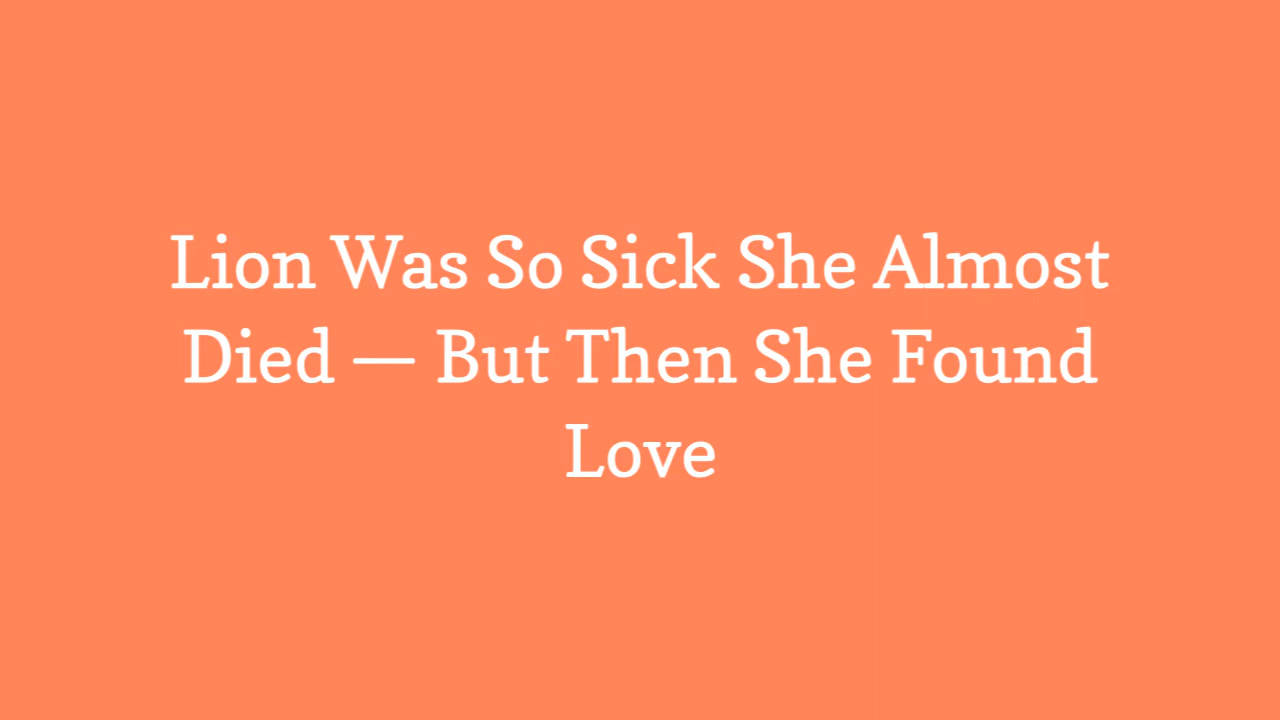 Lion Was So Sick She Almost
Died — But Then She Found
Love